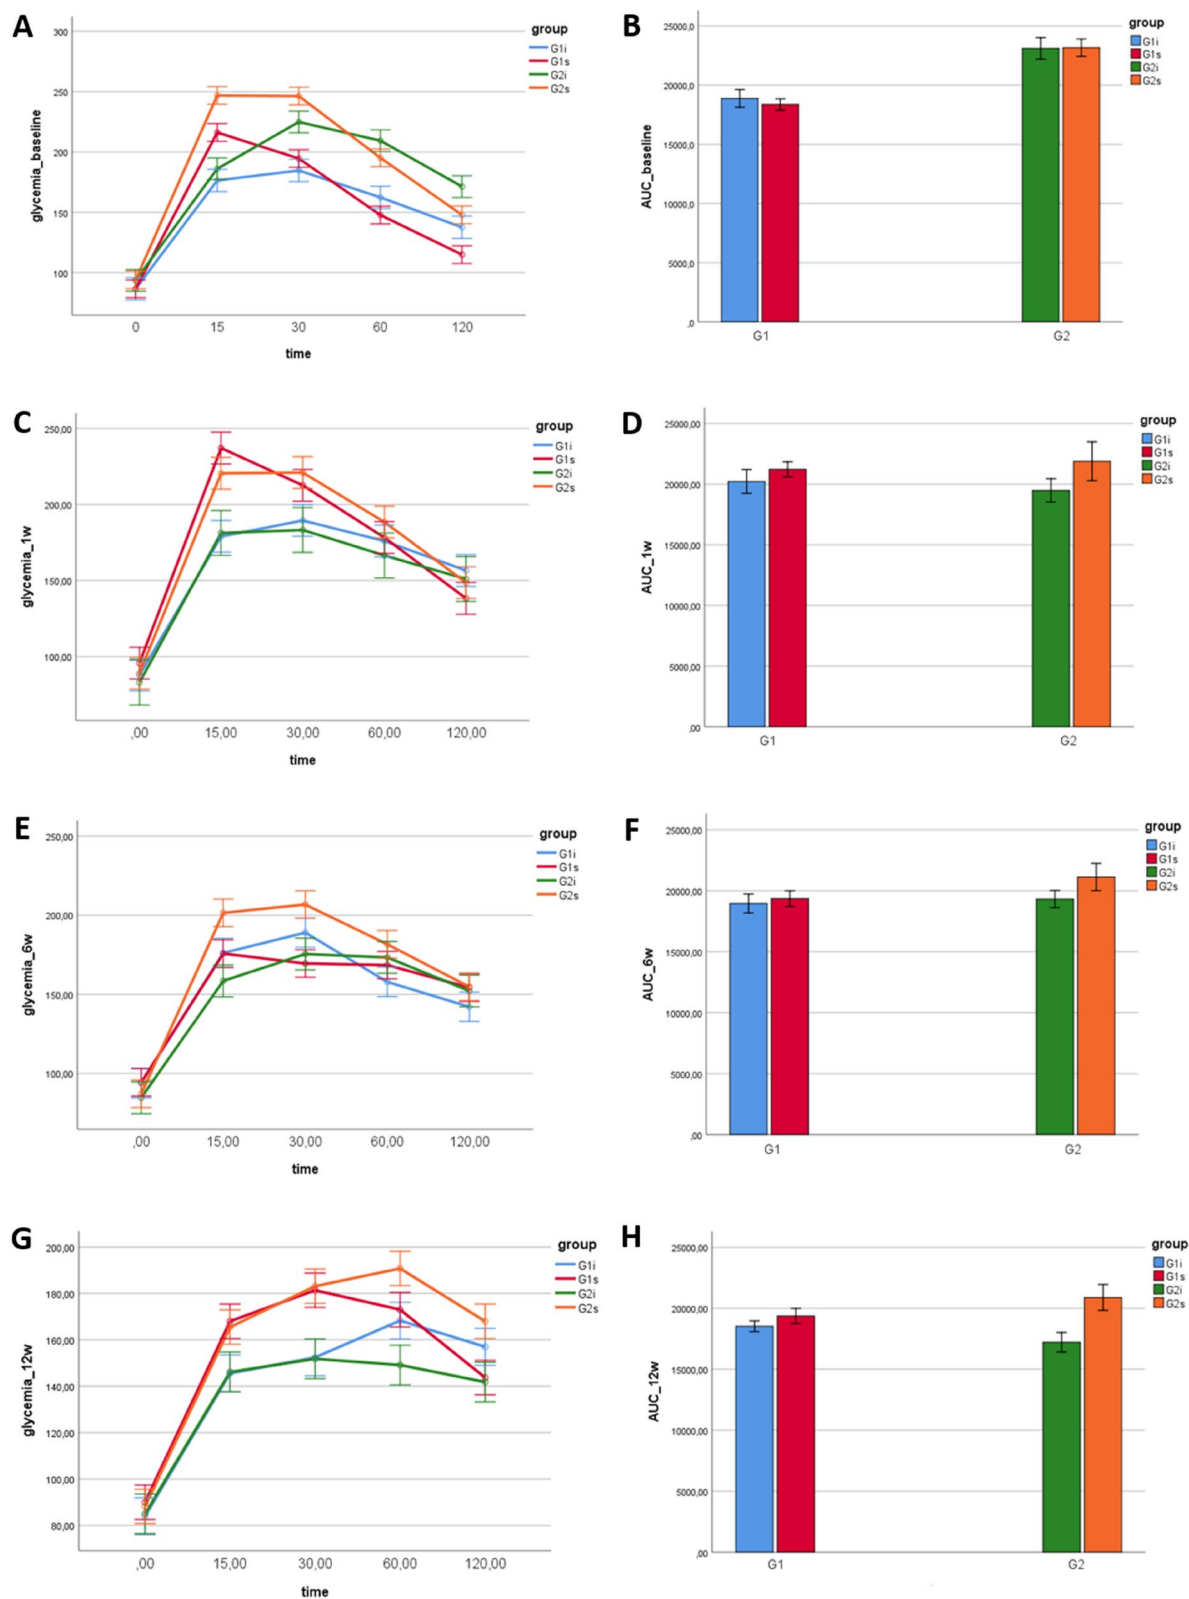 A
group
G1i
G1s
G2i
G2s
300
250
200
150
100
glycemia_baseline
0 15 30 60 120
time
B
group
G1i
G1s
G2i
G2s
25000,0
20000,0
15000,0
10000,0
5000,0
,0
AUC_baseline
G1 G2
C
group
G1i
G1s
G2i
G2s
250,00
200,00
150,00
100,00
glycemia_1w
,00 15,00 30,00 60,00 120,00
time
D
group
G1i
G1s
G2i
G2s
25000,00
20000,00
15000,00
10000,00
5000,00
,00
AUC_1w
G1 G2
E
group
G1i
G1s
G2i
G2s
250,00
200,00
150,00
100,00
glycemia_6w
,00 15,00 30,00 60,00 120,00
time
F
group
G1i
G1s
G2i
G2s
25000,00
20000,00
15000,00
10000,00
5000,00
,00
AUC_6w
G1 G2
G
group
G1i
G1s
G2i
G2s
200,00
180,00
160,00
140,00
120,00
100,00
80,00
glycemia_12w
,00 15,00 30,00 60,00 120,00
time
H
group
G1i
G1s
G2i
G2s
25000,00
20000,00
15000,00
10000,00
5000,00
,00
AUC_12w
G1 G2